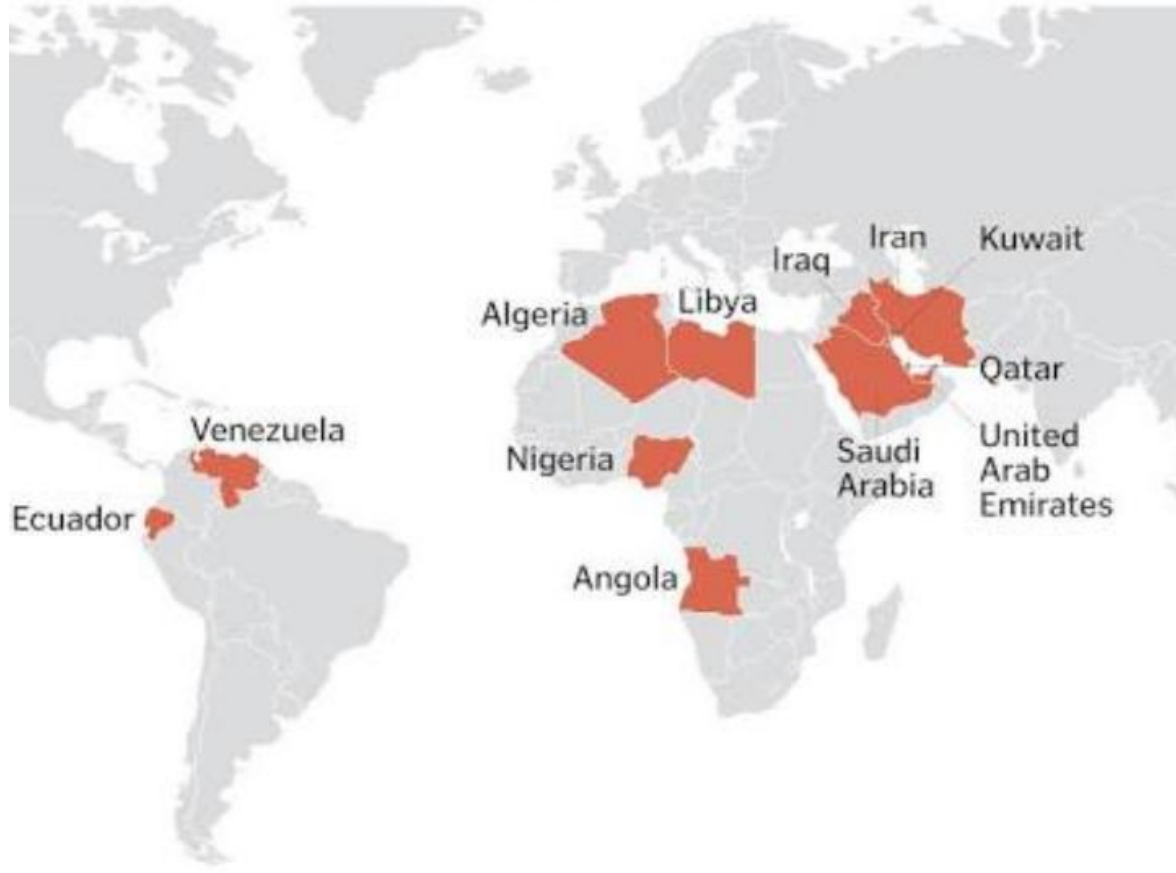 Iran
Kuwait
Iraq
Algeria
Libya
Qatar
Venezuela
Nigeria
Saudi
Arabia
United
Arab
Emirates
Ecuador
Angola